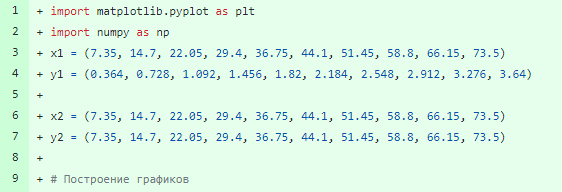 1 + import matplotlib.pyplot as plt
2 + import numpy as np
3 + x1 = (7.35, 14.7, 22.05, 29.4, 36.75, 44.1, 51.45, 58.8, 66.15, 73.5)
4 + y1 = (0.364, 0.728, 1.092, 1.456, 1.82, 2.184, 2.548, 2.912, 3.276, 3.64)
5 +
6 + x2 = (7.35, 14.7, 22.05, 29.4, 36.75, 44.1, 51.45, 58.8, 66.15, 73.5)
7 + y2 = (7.35, 14.7, 22.05, 29.4, 36.75, 44.1, 51.45, 58.8, 66.15, 73.5)
8 +
9 + # Построение графиков